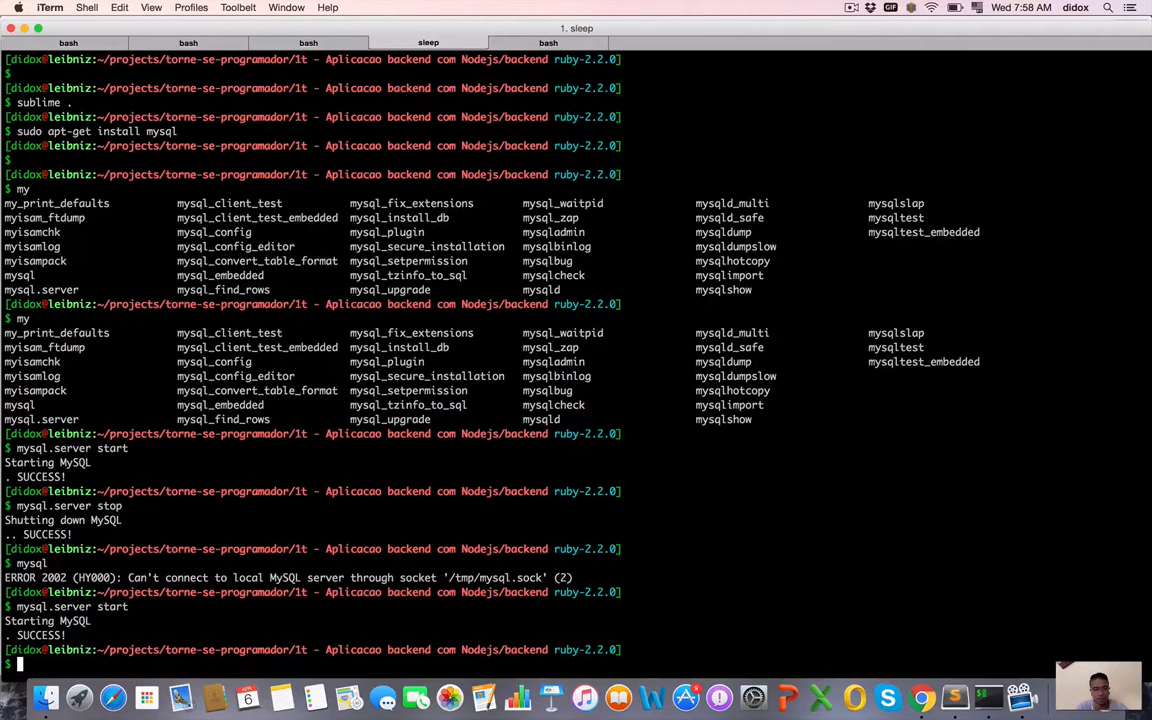 iTerm Shell Edit View Profiles Toolbelt Window Help GIF Wed 7:58 AM didox
1. sleep
bash bash bash sleep bash
[didox@leibniz:~/projects/torne-se-programador/1t - Aplicacao backend com Nodejs/backend ruby-2.2.0]
$
[didox@leibniz:~/projects/torne-se-programador/1t - Aplicacao backend com Nodejs/backend ruby-2.2.0]
$ sublime .
[didox@leibniz:~/projects/torne-se-programador/1t - Aplicacao backend com Nodejs/backend ruby-2.2.0]
$ sudo apt-get install mysql
[didox@leibniz:~/projects/torne-se-programador/1t - Aplicacao backend com Nodejs/backend ruby-2.2.0]
$
[didox@leibniz:~/projects/torne-se-programador/1t - Aplicacao backend com Nodejs/backend ruby-2.2.0]
$ my
my_print_defaults mysql_client_test mysql_fix_extensions mysql_waitpid mysqld_multi mysqlslap
myisam_ftdump mysql_client_test_embedded mysql_install_db mysql_zap mysqld_safe mysqltest
myisamchk mysql_config mysql_plugin mysqladmin mysqldump mysqltest_embedded
myisamlog mysql_config_editor mysql_secure_installation mysqlbinlog mysqldumpslow
myisampack mysql_convert_table_format mysql_setpermission mysqlbug mysqlhotcopy
mysql mysql_embedded mysql_tzinfo_to_sql mysqlcheck mysqlimport
mysql.server mysql_find_rows mysql_upgrade mysqld mysqlshow
[didox@leibniz:~/projects/torne-se-programador/1t - Aplicacao backend com Nodejs/backend ruby-2.2.0]
$ my
my_print_defaults mysql_client_test mysql_fix_extensions mysql_waitpid mysqld_multi mysqlslap
myisam_ftdump mysql_client_test_embedded mysql_install_db mysql_zap mysqld_safe mysqltest
myisamchk mysql_config mysql_plugin mysqladmin mysqldump mysqltest_embedded
myisamlog mysql_config_editor mysql_secure_installation mysqlbinlog mysqldumpslow
myisampack mysql_convert_table_format mysql_setpermission mysqlbug mysqlhotcopy
mysql mysql_embedded mysql_tzinfo_to_sql mysqlcheck mysqlimport
mysql.server mysql_find_rows mysql_upgrade mysqld mysqlshow
[didox@leibniz:~/projects/torne-se-programador/1t - Aplicacao backend com Nodejs/backend ruby-2.2.0]
$ mysql.server start
Starting MySQL
. SUCCESS!
[didox@leibniz:~/projects/torne-se-programador/1t - Aplicacao backend com Nodejs/backend ruby-2.2.0]
$ mysql.server stop
Shutting down MySQL
.. SUCCESS!
[didox@leibniz:~/projects/torne-se-programador/1t - Aplicacao backend com Nodejs/backend ruby-2.2.0]
$ mysql
ERROR 2002 (HY000): Can't connect to local MySQL server through socket '/tmp/mysql.sock' (2)
[didox@leibniz:~/projects/torne-se-programador/1t - Aplicacao backend com Nodejs/backend ruby-2.2.0]
$ mysql.server start
Starting MySQL
. SUCCESS!
[didox@leibniz:~/projects/torne-se-programador/1t - Aplicacao backend com Nodejs/backend ruby-2.2.0]
$